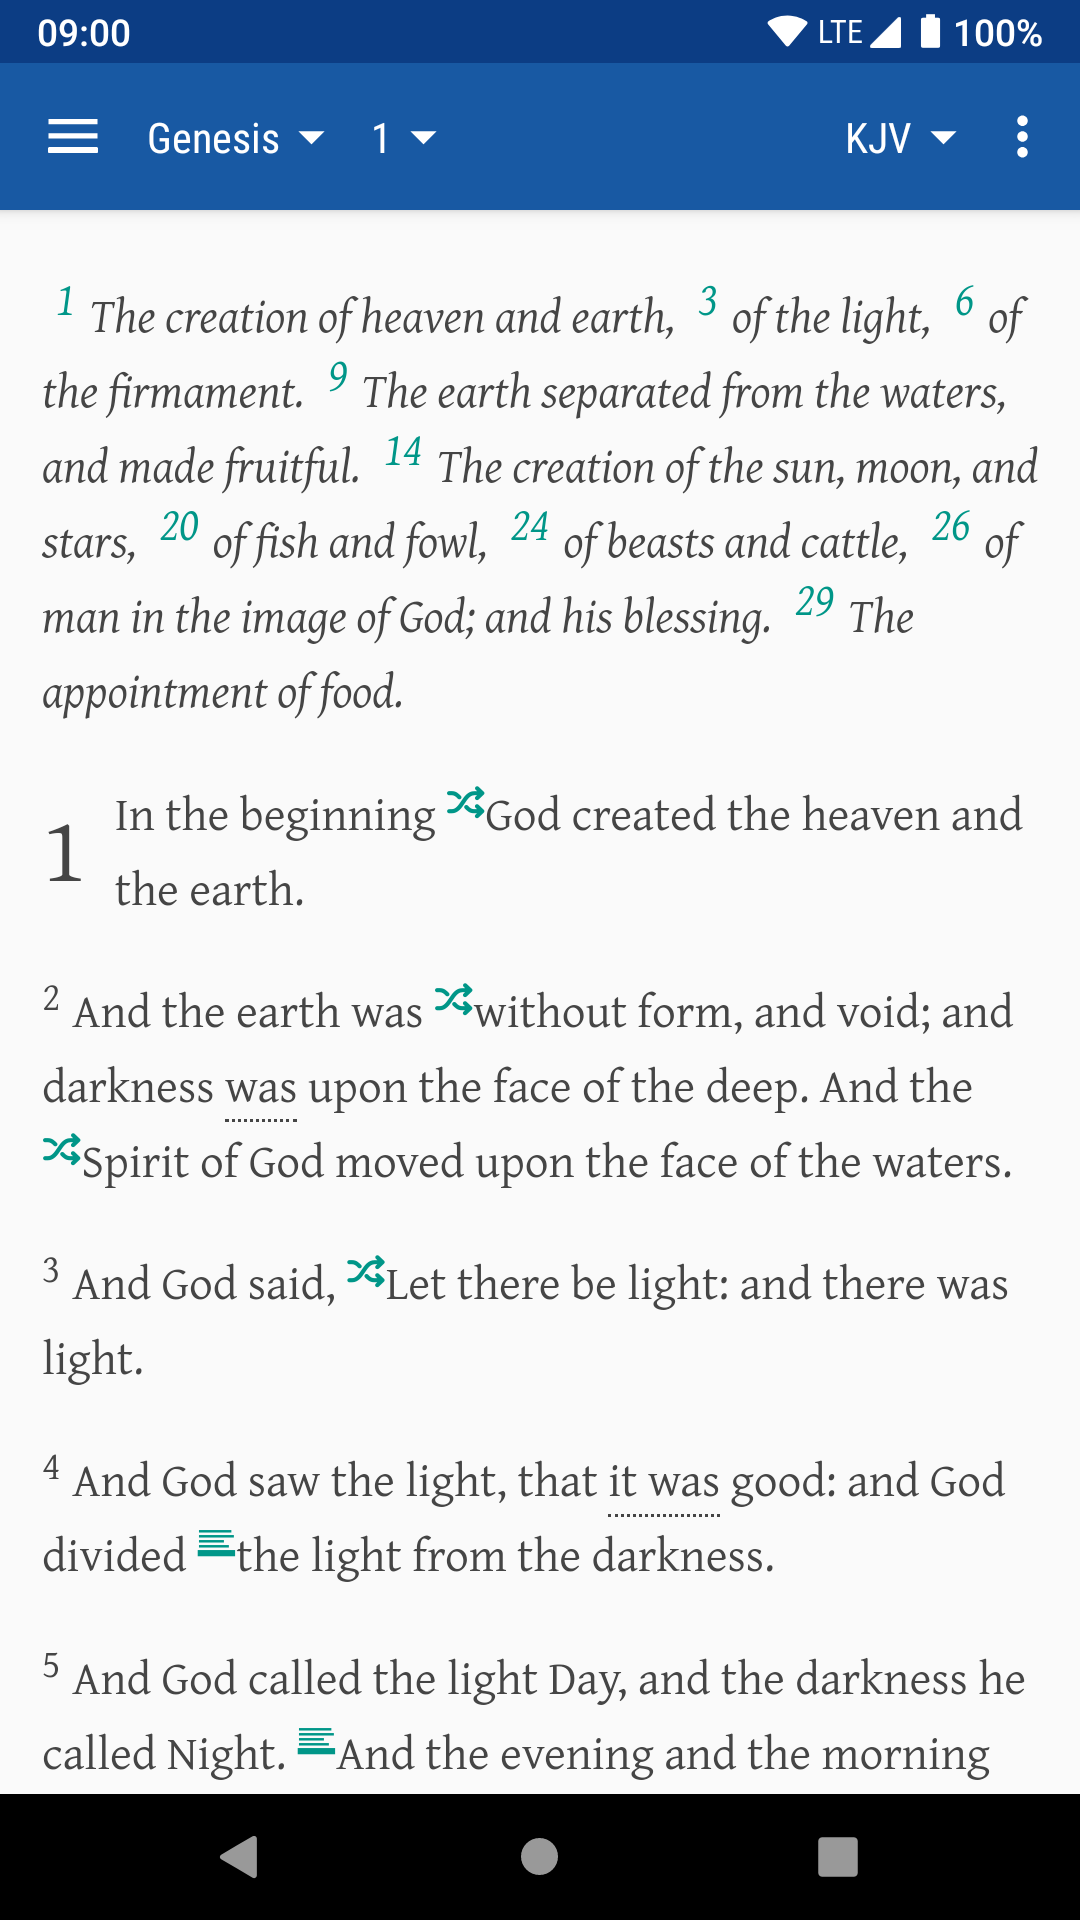 09:00 LTE 100%
Genesis 1 KJV
1 The creation of heaven and earth, 3 of the light, 6 of
the firmament. 9 The earth separated from the waters,
and made fruitful. 14 The creation of the sun, moon, and
stars, 20 of fish and fowl, 24 of beasts and cattle, 26 of
man in the image of God; and his blessing. 29 The
appointment of food.
1 In the beginning God created the heaven and
the earth.
2 And the earth was without form, and void; and
darkness was upon the face of the deep. And the
Spirit of God moved upon the face of the waters.
3 And God said, Let there be light: and there was
light.
4 And God saw the light, that it was good: and God
divided the light from the darkness.
5 And God called the light Day, and the darkness he
called Night. And the evening and the morning